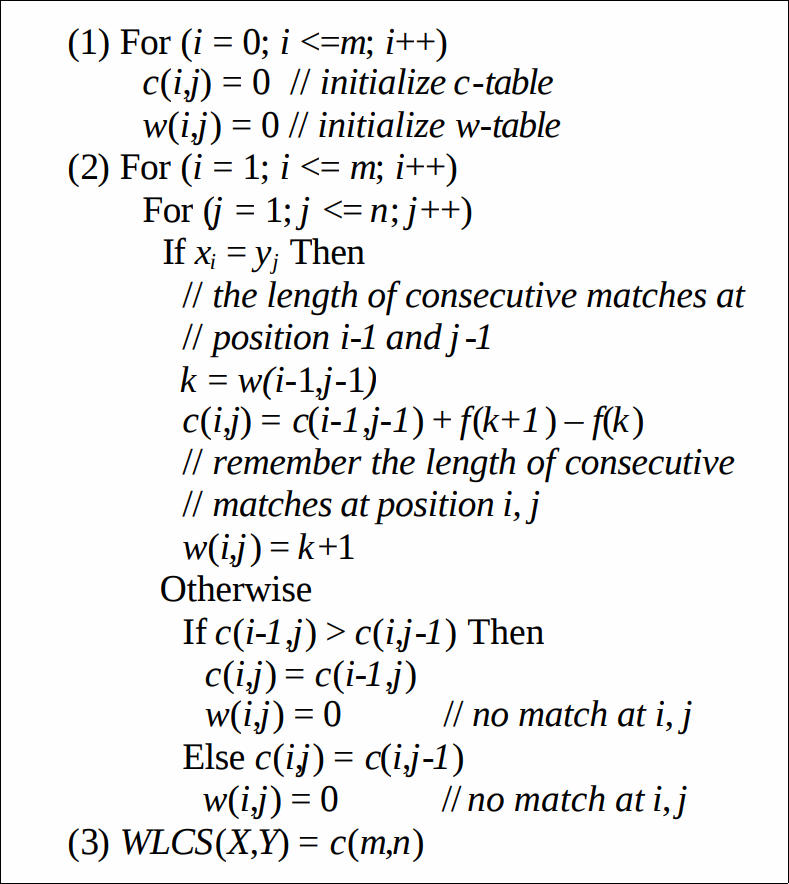 (1) For (i = 0; i <=m; i++)
c(i,j) = 0 // initialize c-table
w(i,j) = 0 // initialize w-table
(2) For (i = 1; i <= m; i++)
For (j = 1; j <= n; j++)
If xᵢ = yⱼ Then
// the length of consecutive matches at
// position i-1 and j -1
k = w(i-1,j-1)
c(i,j) = c(i-1,j-1) + f(k+1) – f(k)
// remember the length of consecutive
// matches at position i, j
w(i,j) = k+1
Otherwise
If c(i-1,j) > c(i,j-1) Then
c(i,j) = c(i-1,j)
w(i,j) = 0 // no match at i, j
Else c(i,j) = c(i,j-1)
w(i,j) = 0 // no match at i, j
(3) WLCS(X,Y) = c(m,n)